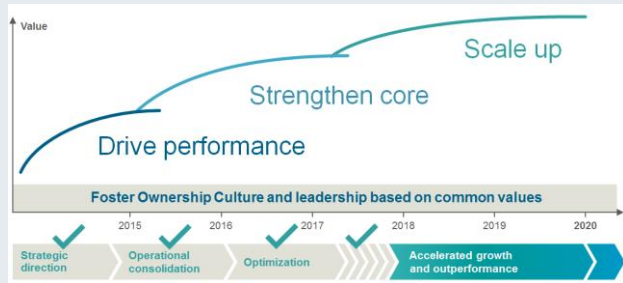 Value
Scale up
Strengthen core
Drive performance
Foster Ownership Culture and leadership based on common values
2015 2016 2017 2018 2019 2020
Strategic direction
Operational consolidation
Optimization
Accelerated growth
and outperformance